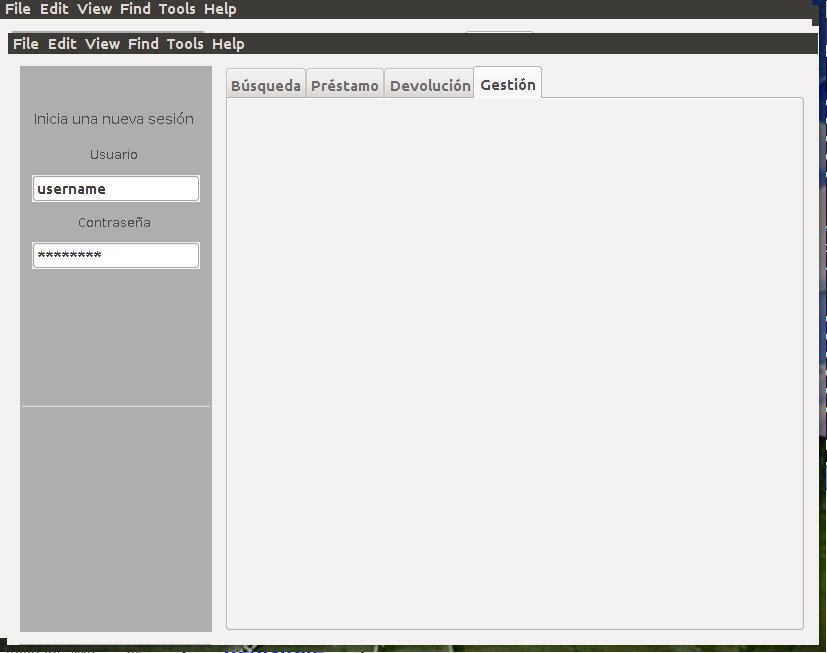 File Edit View Find Tools Help
File Edit View Find Tools Help
Búsqueda Préstamo Devolución Gestión
Inicia una nueva sesión
Usuario
username
Contraseña
********